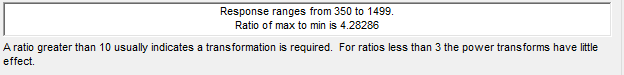 Response ranges from 350 to 1499.
Ratio of max to min is 4.28286
A ratio greater than 10 usually indicates a transformation is required.  For ratios less than 3 the power transforms have little
effect.